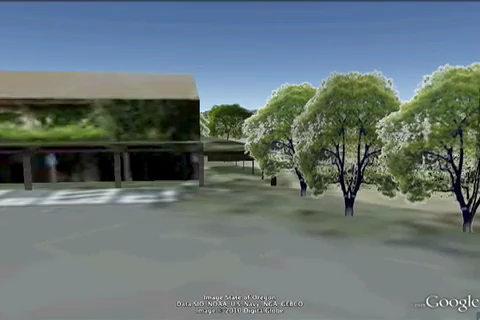 Image State of Oregon
Data SIO, NOAA, U.S. Navy, NGA, GEBCO
Image © 2010 DigitalGlobe
Google